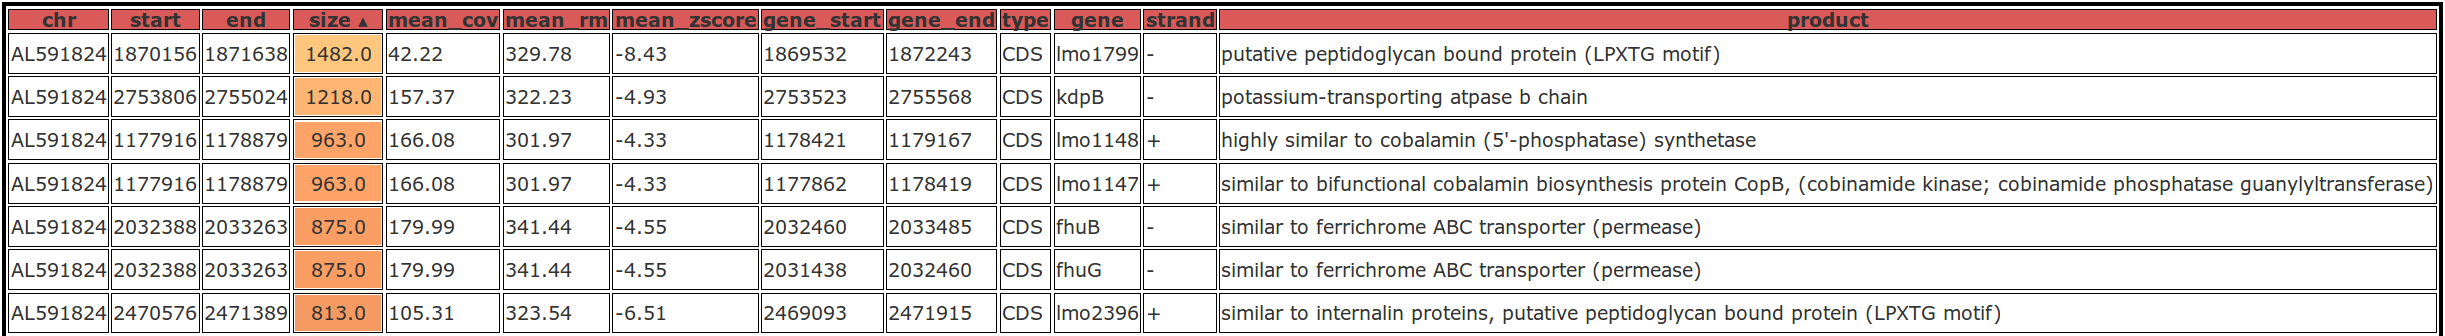 chr start end size ▲ mean_cov mean_rm mean_zscore gene_start gene_end type gene strand product
AL591824 1870156 1871638 1482.0 42.22 329.78 -8.43 1869532 1872243 CDS lmo1799 - putative peptidoglycan bound protein (LPXTG motif)
AL591824 2753806 2755024 1218.0 157.37 322.23 -4.93 2753523 2755568 CDS kdpB - potassium-transporting atpase b chain
AL591824 1177916 1178879 963.0 166.08 301.97 -4.33 1178421 1179167 CDS lmo1148 + highly similar to cobalamin (5'-phosphatase) synthetase
AL591824 1177916 1178879 963.0 166.08 301.97 -4.33 1177862 1178419 CDS lmo1147 + similar to bifunctional cobalamin biosynthesis protein CopB, (cobinamide kinase; cobinamide phosphatase guanylyltransferase)
AL591824 2032388 2033263 875.0 179.99 341.44 -4.55 2032460 2033485 CDS fhuB - similar to ferrichrome ABC transporter (permease)
AL591824 2032388 2033263 875.0 179.99 341.44 -4.55 2031438 2032460 CDS fhuG - similar to ferrichrome ABC transporter (permease)
AL591824 2470576 2471389 813.0 105.31 323.54 -6.51 2469093 2471915 CDS lmo2396 + similar to internalin proteins, putative peptidoglycan bound protein (LPXTG motif)